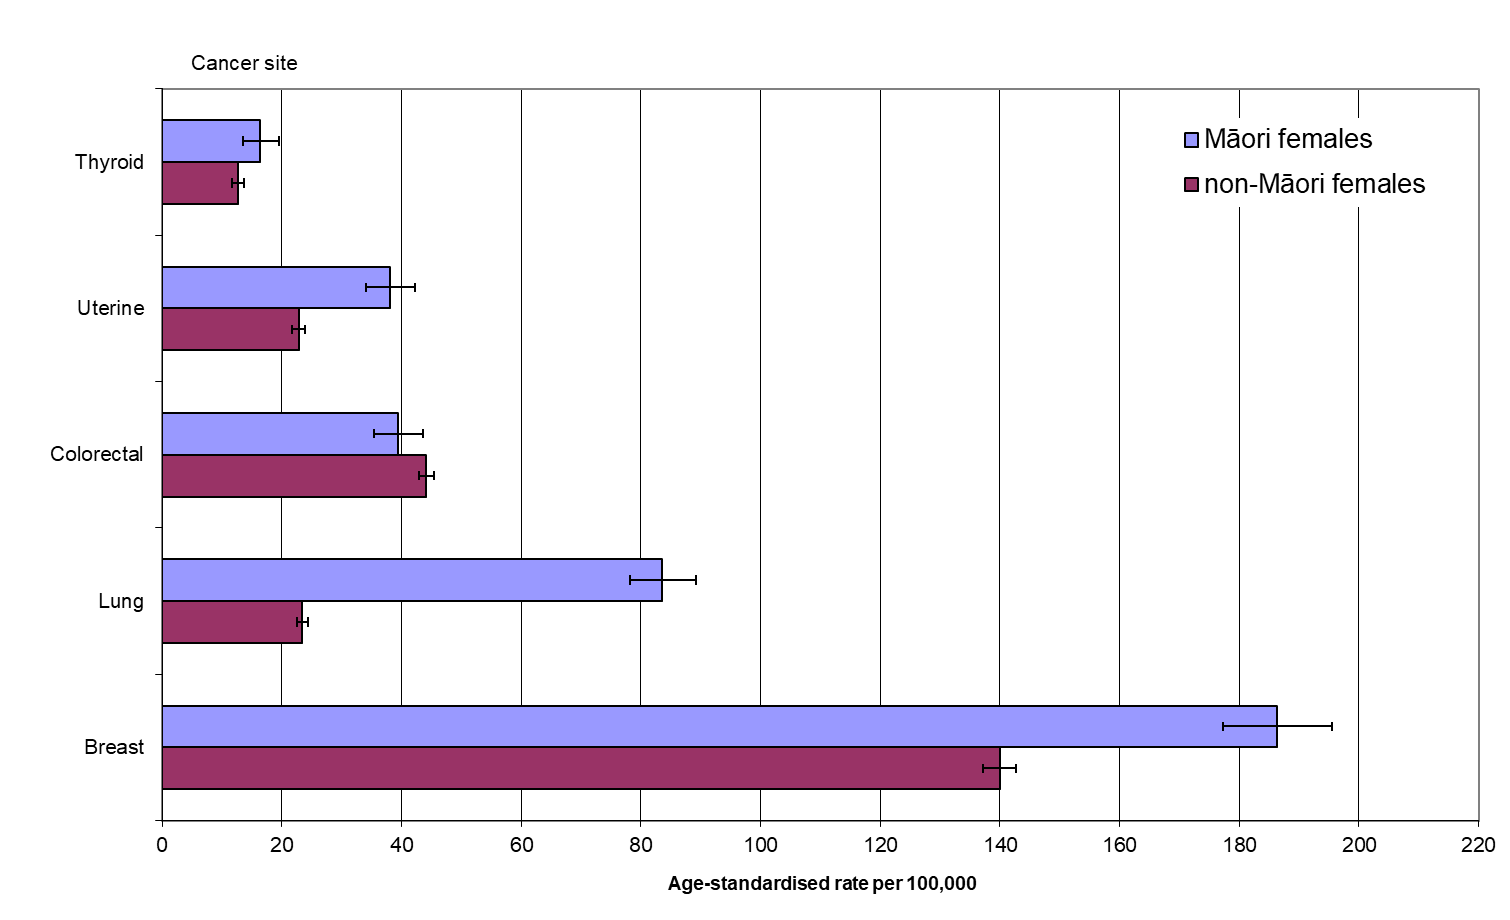 Cancer site
Māori females
non-Māori females
Thyroid
Uterine
Colorectal
Lung
Breast
0 20 40 60 80 100 120 140 160 180 200 220
Age-standardised rate per 100,000